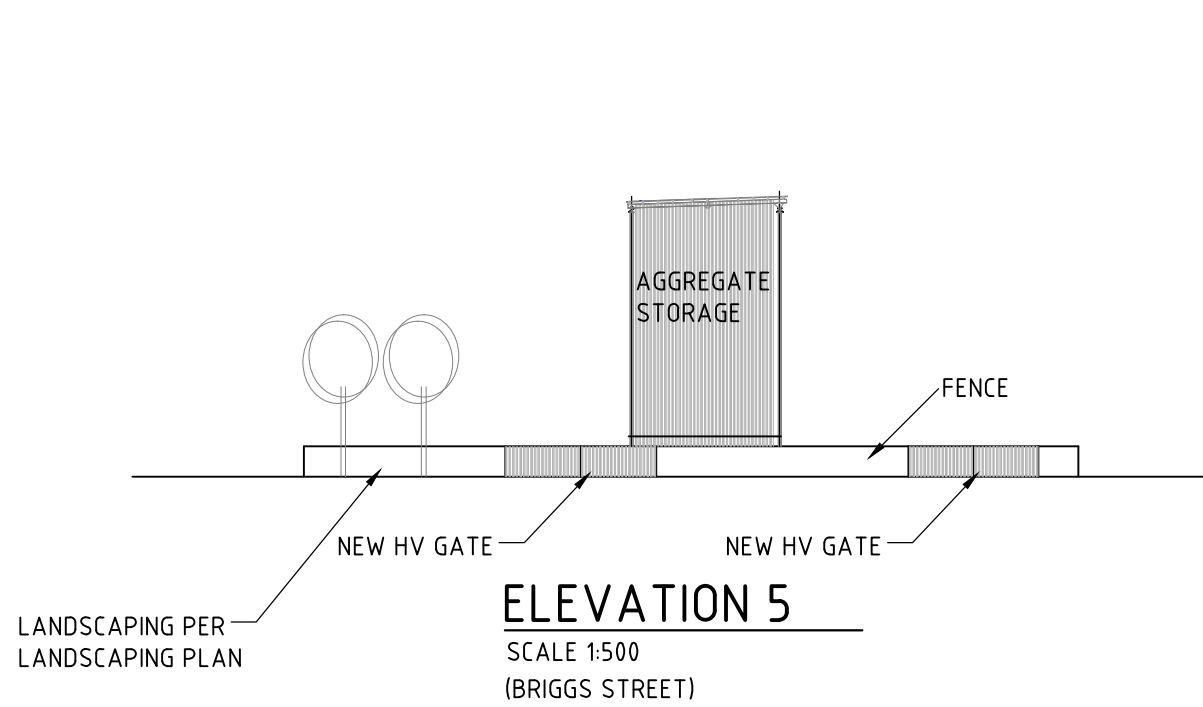 AGGREGATE
STORAGE
FENCE
NEW HV GATE
NEW HV GATE
LANDSCAPING PER
LANDSCAPING PLAN
ELEVATION 5
SCALE 1:500
(BRIGGS STREET)